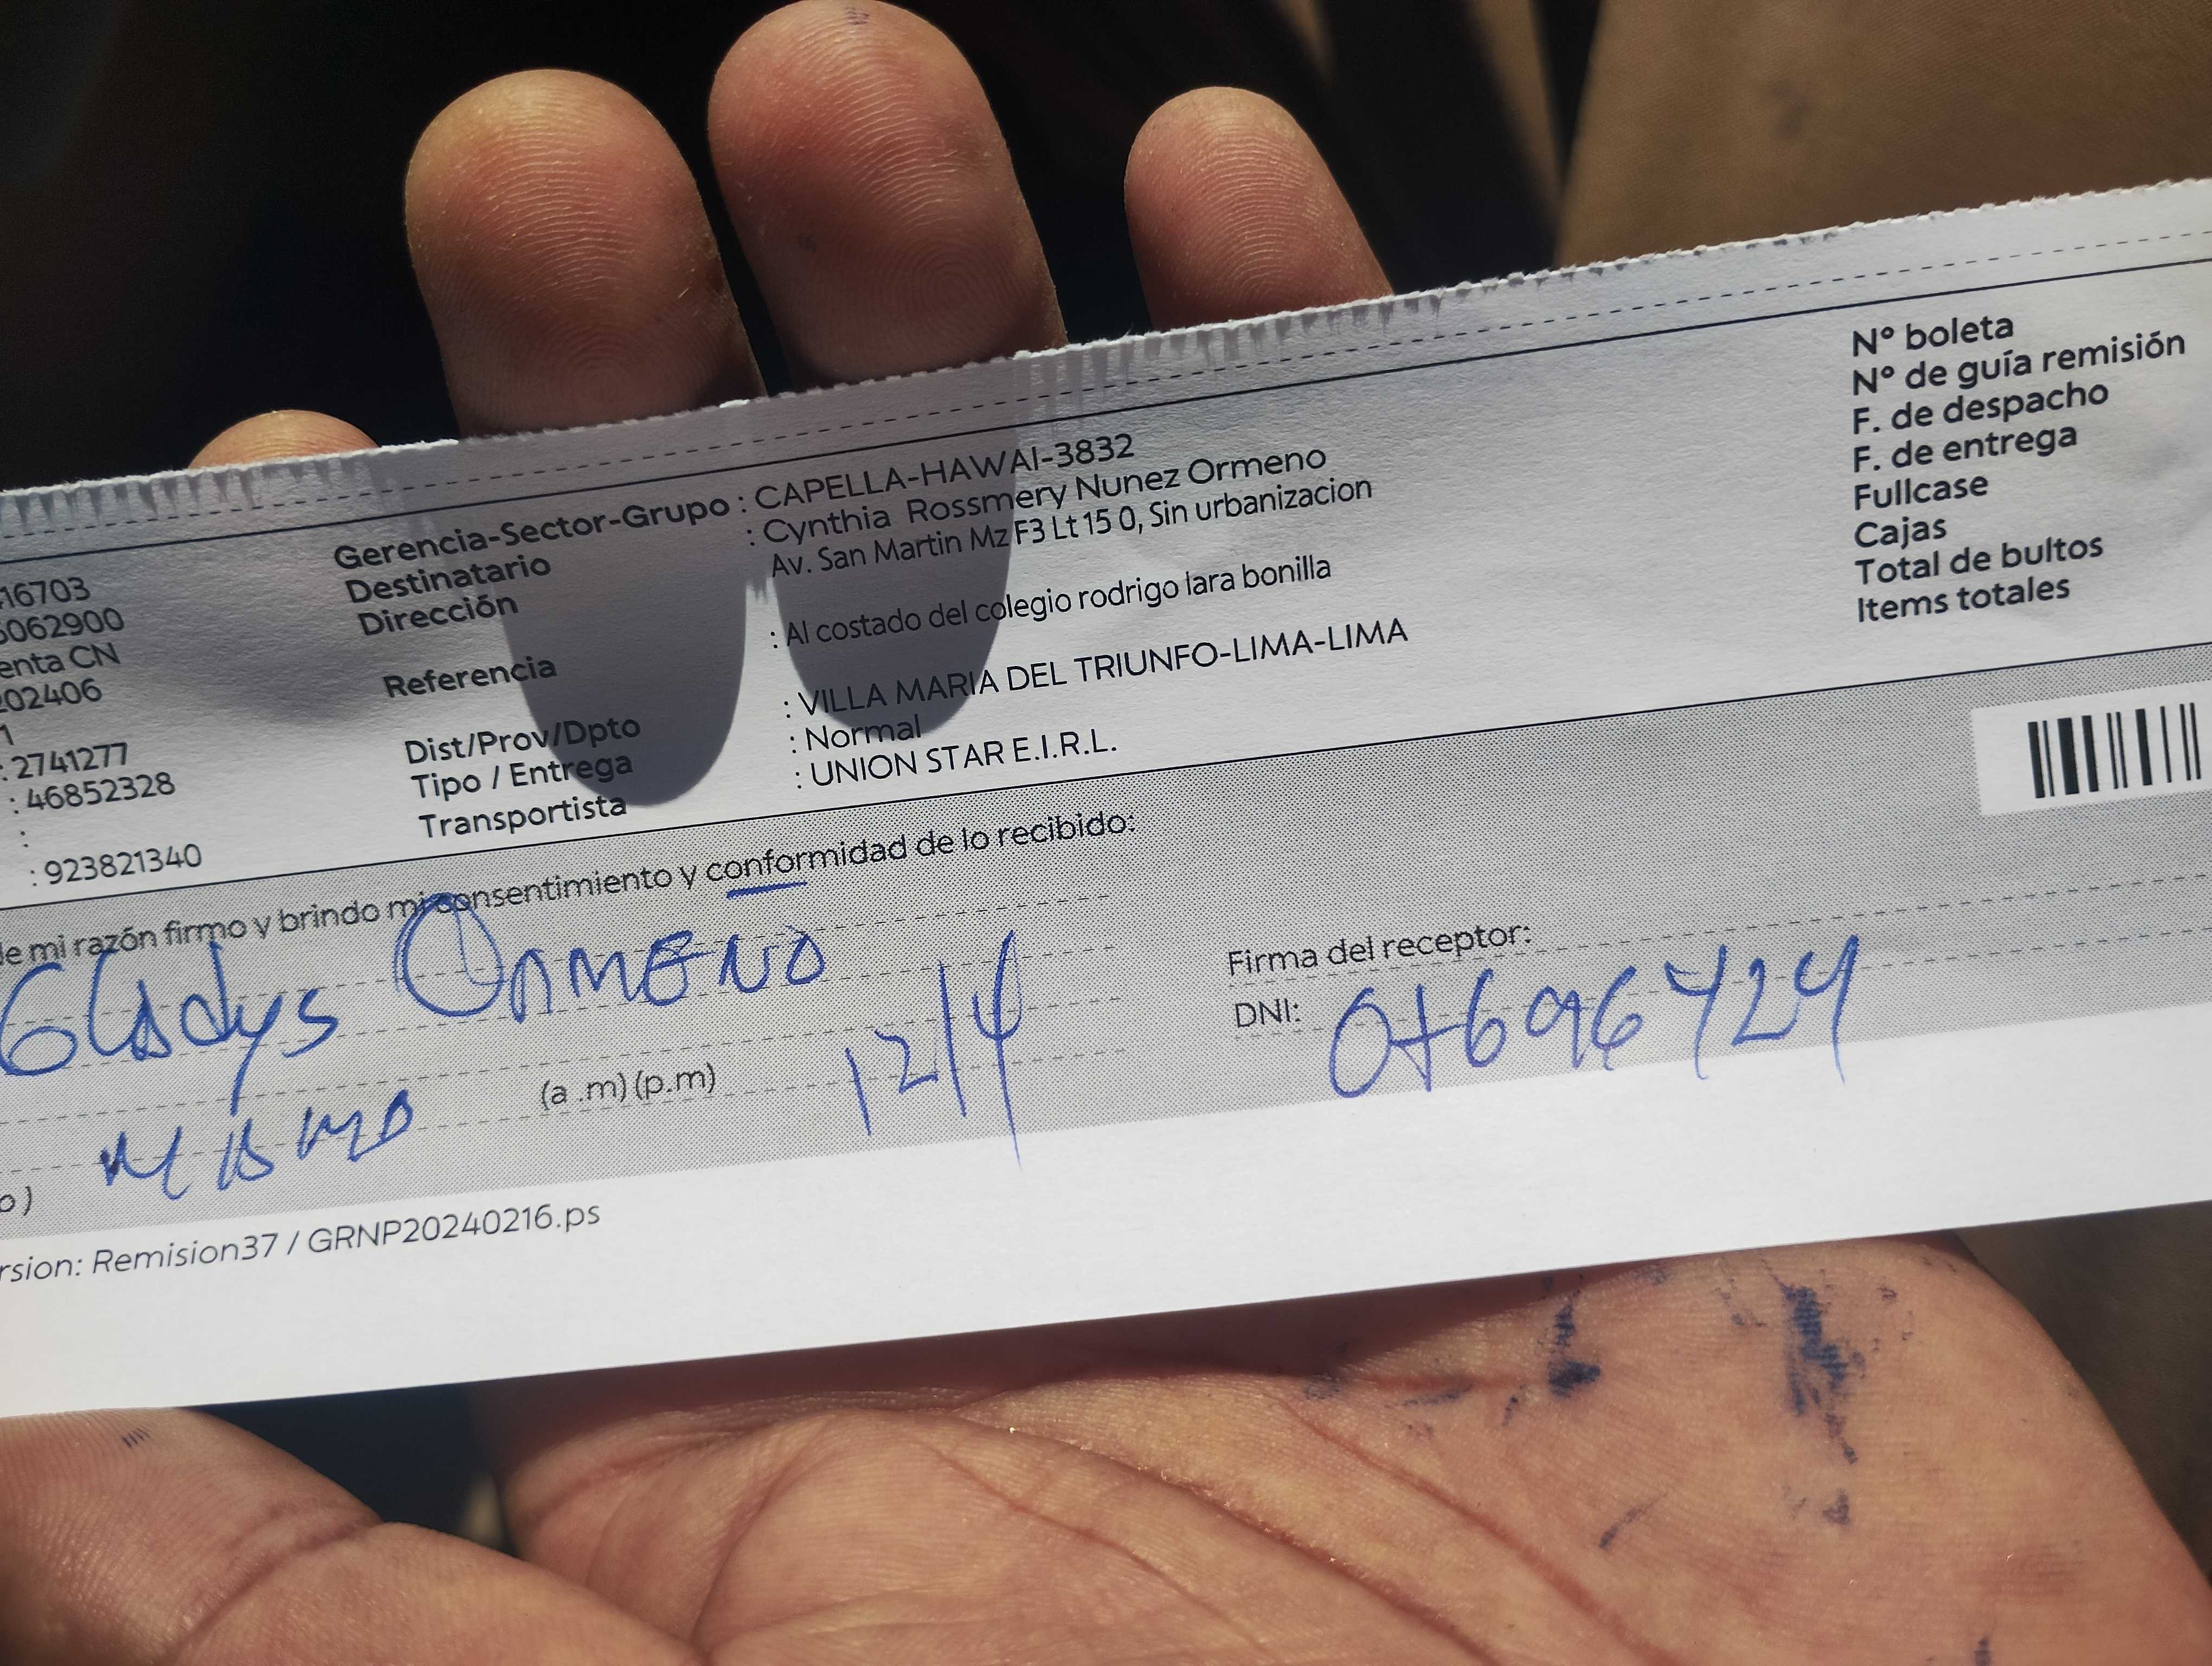 16703
6062900
enta CN
202406
1
: 2741277
: 46852328
:
: 923821340
Gerencia-Sector-Grupo : CAPELLA-HAWAI-3832
Destinatario : Cynthia Rossmery Nunez Ormeno
Dirección Av. San Martin Mz F3 Lt 15 0, Sin urbanizacion
Referencia : Al costado del colegio rodrigo lara bonilla
Dist/Prov/Dpto : VILLA MARIA DEL TRIUNFO-LIMA-LIMA
Tipo / Entrega : Normal
Transportista : UNION STAR E.I.R.L.
N° boleta
N° de guía remisión
F. de despacho
F. de entrega
Fullcase
Cajas
Total de bultos
Items totales
de mi razón firmo y brindo mi consentimiento y conformidad de lo recibido:
Gladys ORMEÑO
Firma del receptor:
(a .m) (p.m) 12/4
DNI: 07696424
o)
rsion: Remision37 / GRNP20240216.ps